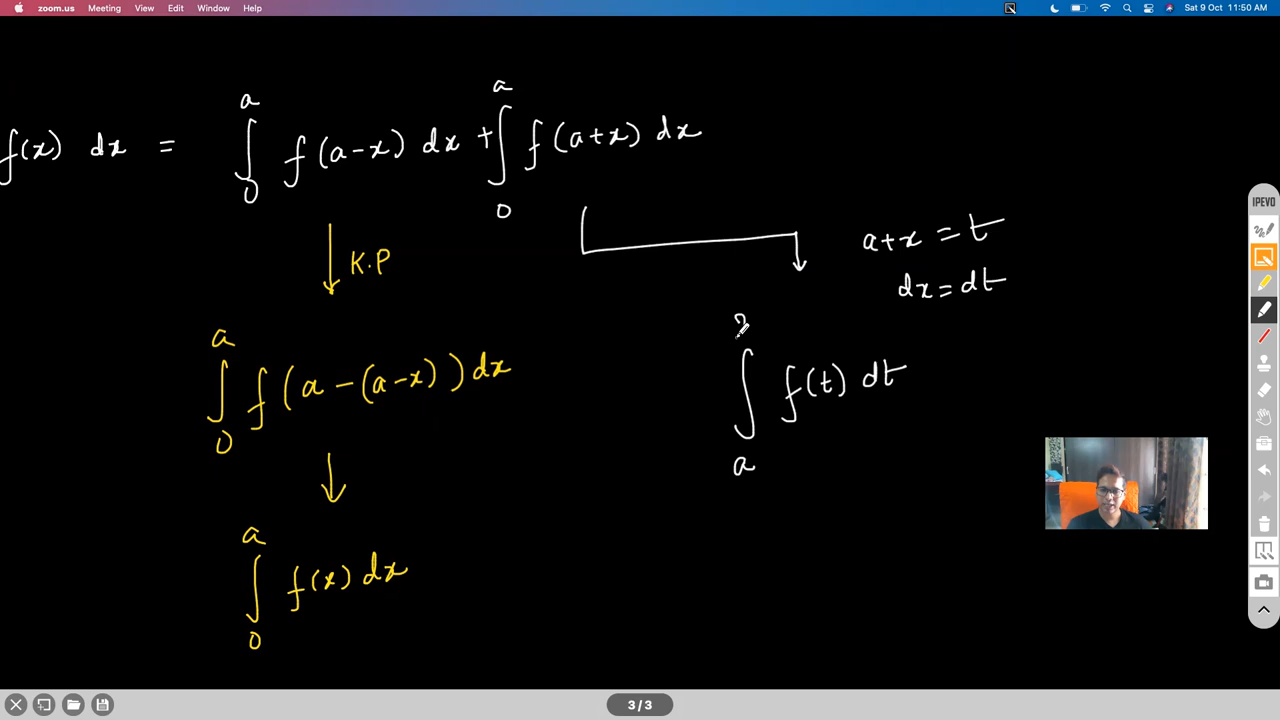 zoom.us Meeting View Edit Window Help Sat 9 Oct 11:50 AM
f(x) dx = ∫₀ᵃ f(a-x) dx + ∫₀ᵃ f(a+x) dx
IPEVO
a+x = t
K.P
dx = dt
∫₀ᵃ f(a-(a-x)) dx
∫ₐ f(t) dt
∫₀ᵃ f(x) dx
3/3